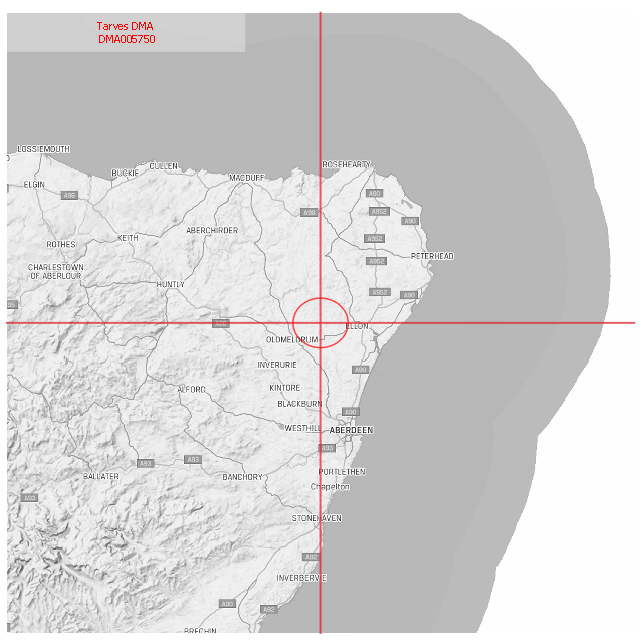 Tarves DMA
DMA005750
LOSSIEMOUTH
ROSEHEARTY
CULLEN
BUCKIE
MACDUFF
ELGIN
A96
A90
A98
A952
A90
ABERCHIRDER
KEITH
A952
ROTHES
PETERHEAD
A952
CHARLESTOWN
OF ABERLOUR
HUNTLY
A952
A90
A96
ELLON
OLDMELDRUM
INVERURIE
A90
ALFORD
KINTORE
BLACKBURN
A90
WESTHILL
ABERDEEN
A90
A93
A93
PORTLETHEN
BALLATER
BANCHORY
Chapelton
STONEHAVEN
A92
INVERBERVIE
A90
A92
BRECHIN